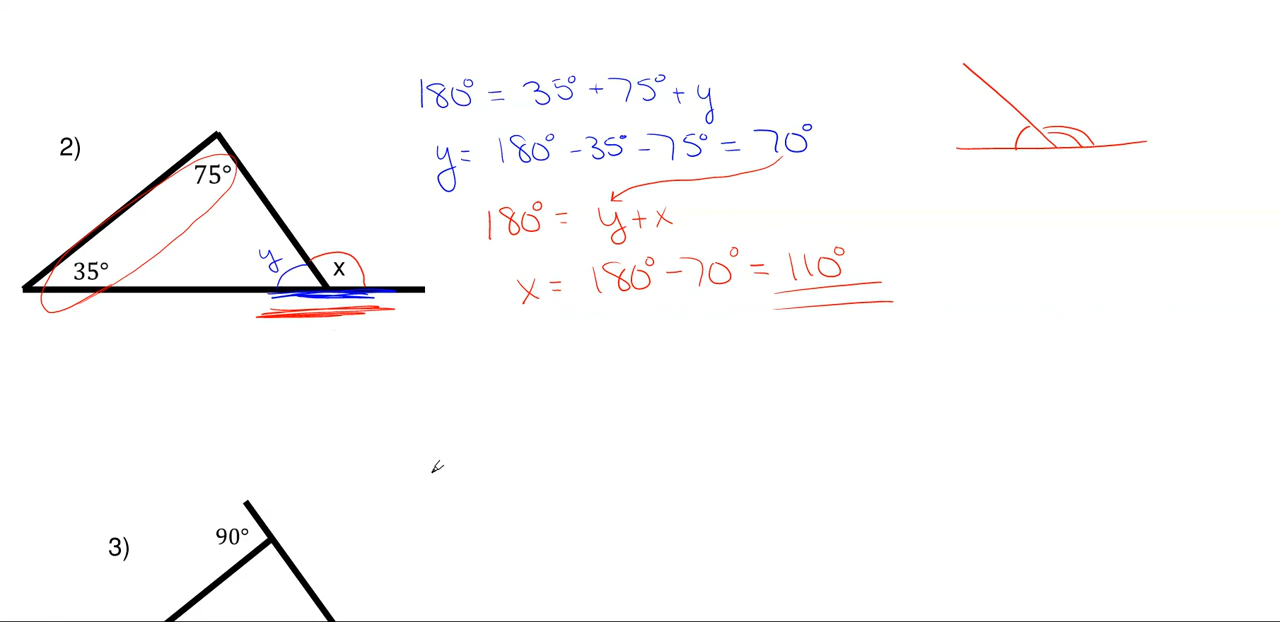 180° = 35° + 75° + y
2)
y = 180° - 35° - 75° = 70°
75°
180° = y + x
y
x
35°
x = 180° - 70° = 110°
3)
90°